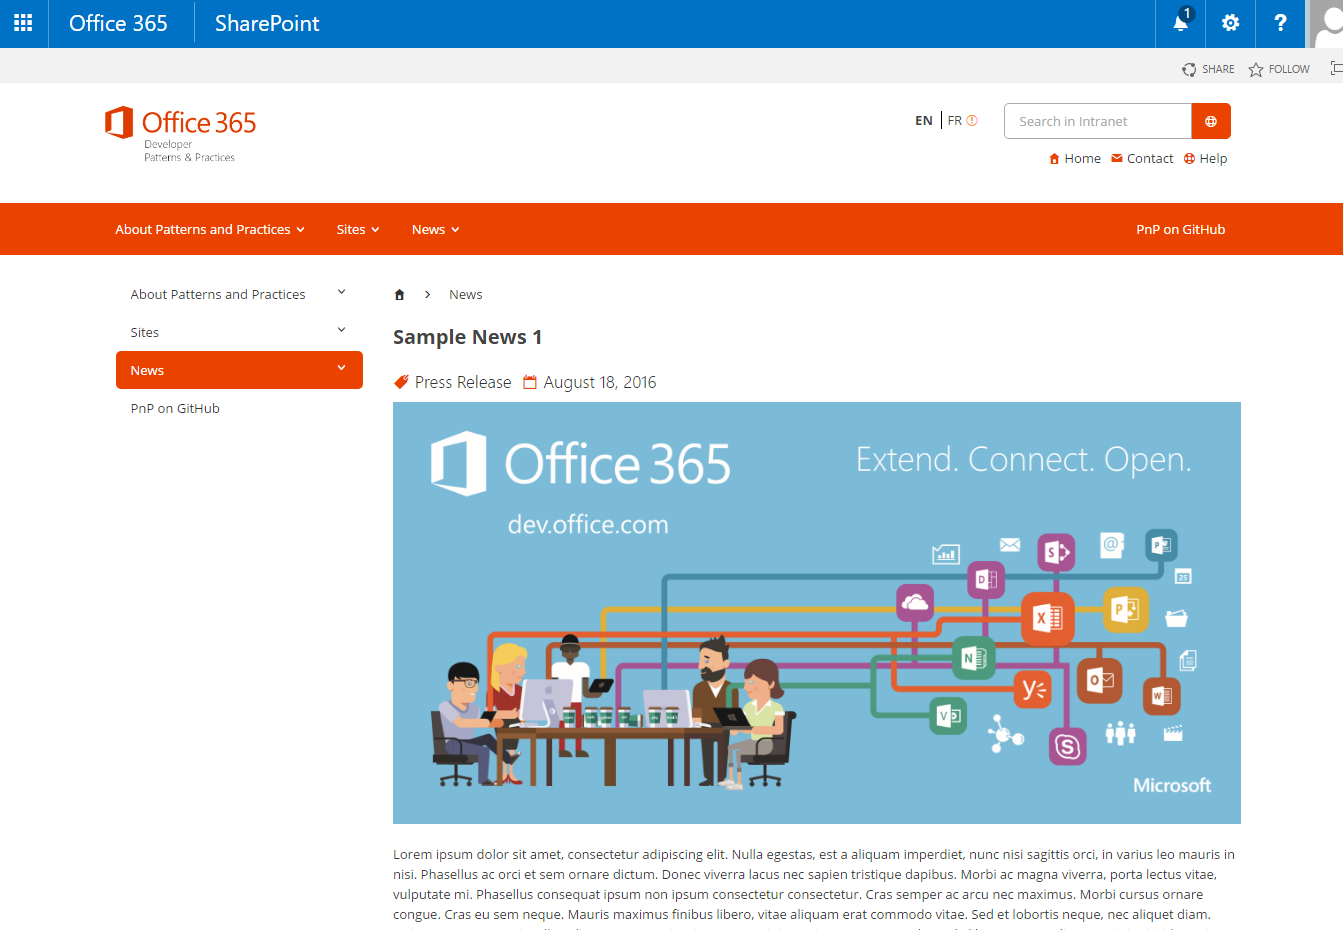 Office 365 SharePoint 1 ?
SHARE FOLLOW
Office 365
Developer
Patterns & Practices
EN FR
Search in Intranet
Home Contact Help
About Patterns and Practices Sites News PnP on GitHub
About Patterns and Practices
Sites
News
PnP on GitHub
News
Sample News 1
Press Release August 18, 2016
Office 365
Extend. Connect. Open.
dev.office.com
S
@
P
D
25
X
P
N
O
W
V
S
Microsoft
Lorem ipsum dolor sit amet, consectetur adipiscing elit. Nulla egestas, est a aliquam imperdiet, nunc nisi sagittis orci, in varius leo mauris in
nisi. Phasellus ac orci et sem ornare dictum. Donec viverra lacus nec sapien tristique dapibus. Morbi ac magna viverra, porta lectus vitae,
vulputate mi. Phasellus consequat ipsum non ipsum consectetur consectetur. Cras semper ac arcu nec maximus. Morbi cursus ornare
congue. Cras eu sem neque. Mauris maximus finibus libero, vitae aliquam erat commodo vitae. Sed et lobortis neque, nec aliquet diam.